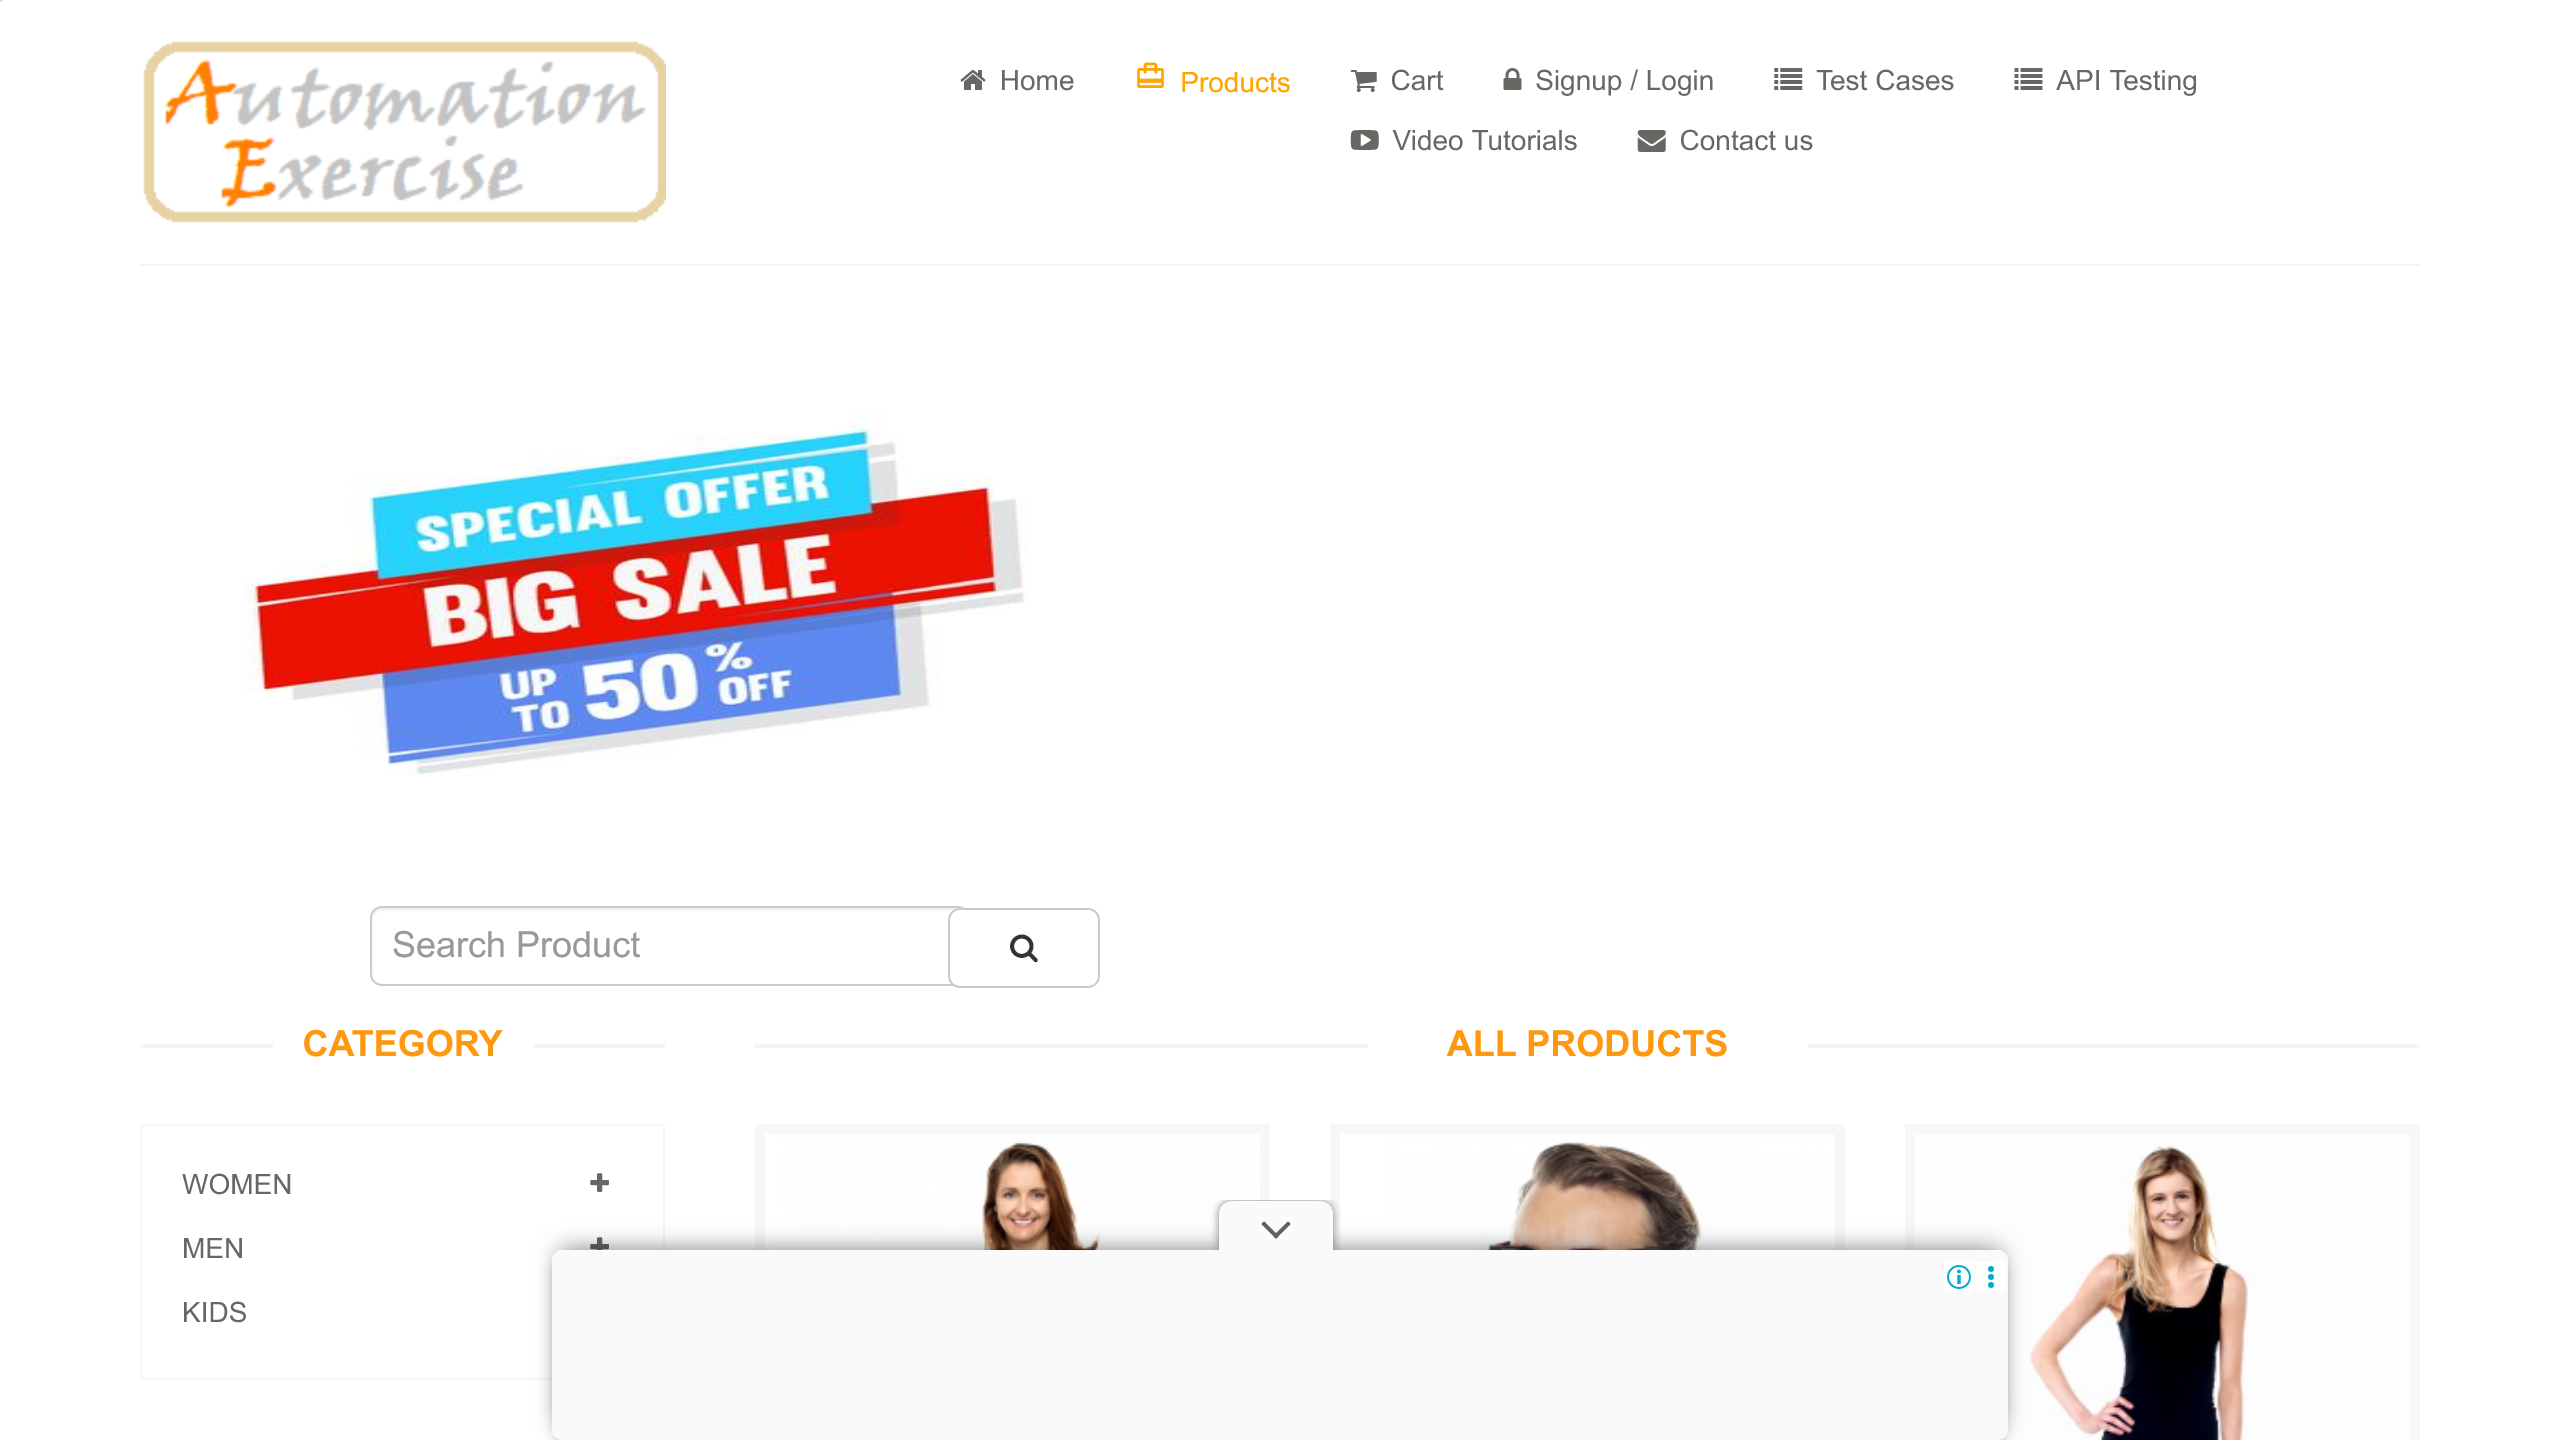 Automation
Exercise
Home
Products
Cart
Signup / Login
Test Cases
API Testing
Video Tutorials
Contact us
SPECIAL OFFER
BIG SALE
UP TO 50% OFF
Search Product
CATEGORY
ALL PRODUCTS
WOMEN
MEN
KIDS